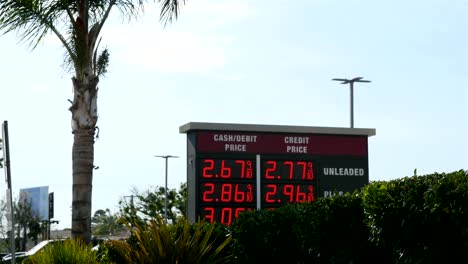 CASH/DEBIT CREDIT
PRICE PRICE
2.67 9/10 2.77 9/10 UNLEADED
2.86 9/10 2.96 9/10 PLUS